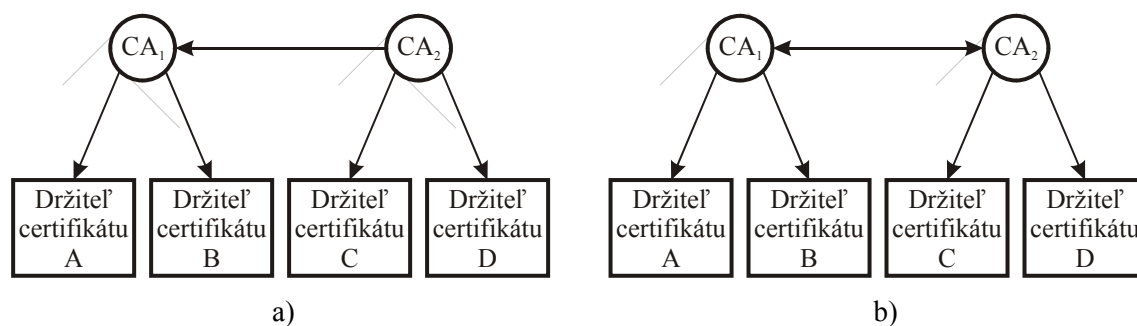 CA₁
CA₂
CA₁
CA₂
Držiteľ
certifikátu
A
Držiteľ
certifikátu
B
Držiteľ
certifikátu
C
Držiteľ
certifikátu
D
Držiteľ
certifikátu
A
Držiteľ
certifikátu
B
Držiteľ
certifikátu
C
Držiteľ
certifikátu
D
a)
b)